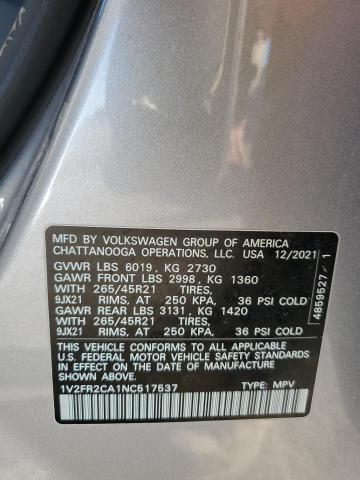 MFD BY VOLKSWAGEN GROUP OF AMERICA
CHATTANOOGA OPERATIONS, LLC. USA 12/2021
GVWR LBS 6019, KG 2730
GAWR FRONT LBS 2998, KG 1360
WITH 265/45R21 TIRES,
9JX21 RIMS, AT 250 KPA, 36 PSI COLD
GAWR REAR LBS 3131, KG 1420
WITH 265/45R21 TIRES,
9JX21 RIMS, AT 250 KPA, 36 PSI COLD
THIS VEHICLE CONFORMS TO ALL APPLICABLE
U.S. FEDERAL MOTOR VEHICLE SAFETY STANDARDS
IN EFFECT ON THE DATE OF MANUFACTURE
SHOWN ABOVE.
1V2FR2CA1NC517537 TYPE: MPV
4859527 1